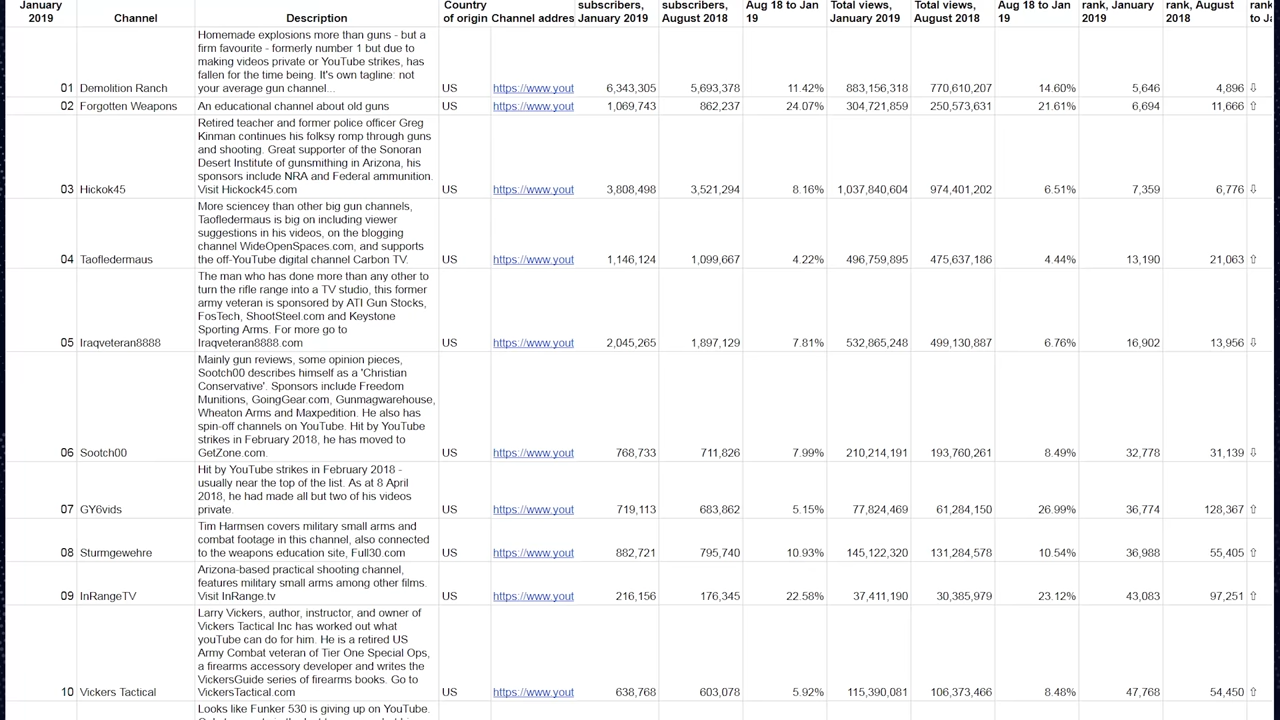 January 2019 Channel Description Country of origin Channel addres subscribers, January 2019 subscribers, August 2018 Aug 18 to Jan 19 Total views, January 2019 Total views, August 2018 Aug 18 to Jan 19 rank, January 2019 rank, August 2018 rank
Homemade explosions more than guns - but a
firm favourite - formerly number 1 but due to
making videos private or YouTube strikes, has
fallen for the time being. It's own tagline: not
01 Demolition Ranch your average gun channel... US https://www.yout 6,343,305 5,693,378 11.42% 883,156,318 770,610,207 14.60% 5,646 4,896 ⇩
02 Forgotten Weapons An educational channel about old guns US https://www.yout 1,069,743 862,237 24.07% 304,721,859 250,573,631 21.61% 6,694 11,666 ⇧
Retired teacher and former police officer Greg
Kinman continues his folksy romp through guns
and shooting. Great supporter of the Sonoran
Desert Institute of gunsmithing in Arizona, his
sponsors include NRA and Federal ammunition.
03 Hickok45 Visit Hickock45.com US https://www.yout 3,808,498 3,521,294 8.16% 1,037,840,604 974,401,202 6.51% 7,359 6,776 ⇩
More sciencey than other big gun channels,
Taofledermaus is big on including viewer
suggestions in his videos, on the blogging
channel WideOpenSpaces.com, and supports
04 Taofledermaus the off-YouTube digital channel Carbon TV. US https://www.yout 1,146,124 1,099,667 4.22% 496,759,895 475,637,186 4.44% 13,190 21,063 ⇧
The man who has done more than any other to
turn the rifle range into a TV studio, this former
army veteran is sponsored by ATI Gun Stocks,
FosTech, ShootSteel.com and Keystone
Sporting Arms. For more go to
05 Iraqveteran8888 Iraqveteran8888.com US https://www.yout 2,045,265 1,897,129 7.81% 532,865,248 499,130,887 6.76% 16,902 13,956 ⇩
Mainly gun reviews, some opinion pieces,
Sootch00 describes himself as a 'Christian
Conservative'. Sponsors include Freedom
Munitions, GoingGear.com, Gunmagwarehouse,
Wheaton Arms and Maxpedition. He also has
spin-off channels on YouTube. Hit by YouTube
strikes in February 2018, he has moved to
06 Sootch00 GetZone.com. US https://www.yout 768,733 711,826 7.99% 210,214,191 193,760,261 8.49% 32,778 31,139 ⇩
Hit by YouTube strikes in February 2018 -
usually near the top of the list. As at 8 April
2018, he had made all but two of his videos
07 GY6vids private. US https://www.yout 719,113 683,862 5.15% 77,824,469 61,284,150 26.99% 36,774 128,367 ⇧
Tim Harmsen covers military small arms and
combat footage in this channel, also connected
08 Sturmgewehre to the weapons education site, Full30.com US https://www.yout 882,721 795,740 10.93% 145,122,320 131,284,578 10.54% 36,988 55,405 ⇧
Arizona-based practical shooting channel,
features military small arms among other films.
09 InRangeTV Visit InRange.tv US https://www.yout 216,156 176,345 22.58% 37,411,190 30,385,979 23.12% 43,083 97,251 ⇧
Larry Vickers, author, instructor, and owner of
Vickers Tactical Inc has worked out what
youTube can do for him. He is a retired US
Army Combat veteran of Tier One Special Ops,
a firearms accessory developer and writes the
VickersGuide series of firearms books. Go to
10 Vickers Tactical VickersTactical.com US https://www.yout 638,768 603,078 5.92% 115,390,081 106,373,466 8.48% 47,768 54,450 ⇧
Looks like Funker 530 is giving up on YouTube.